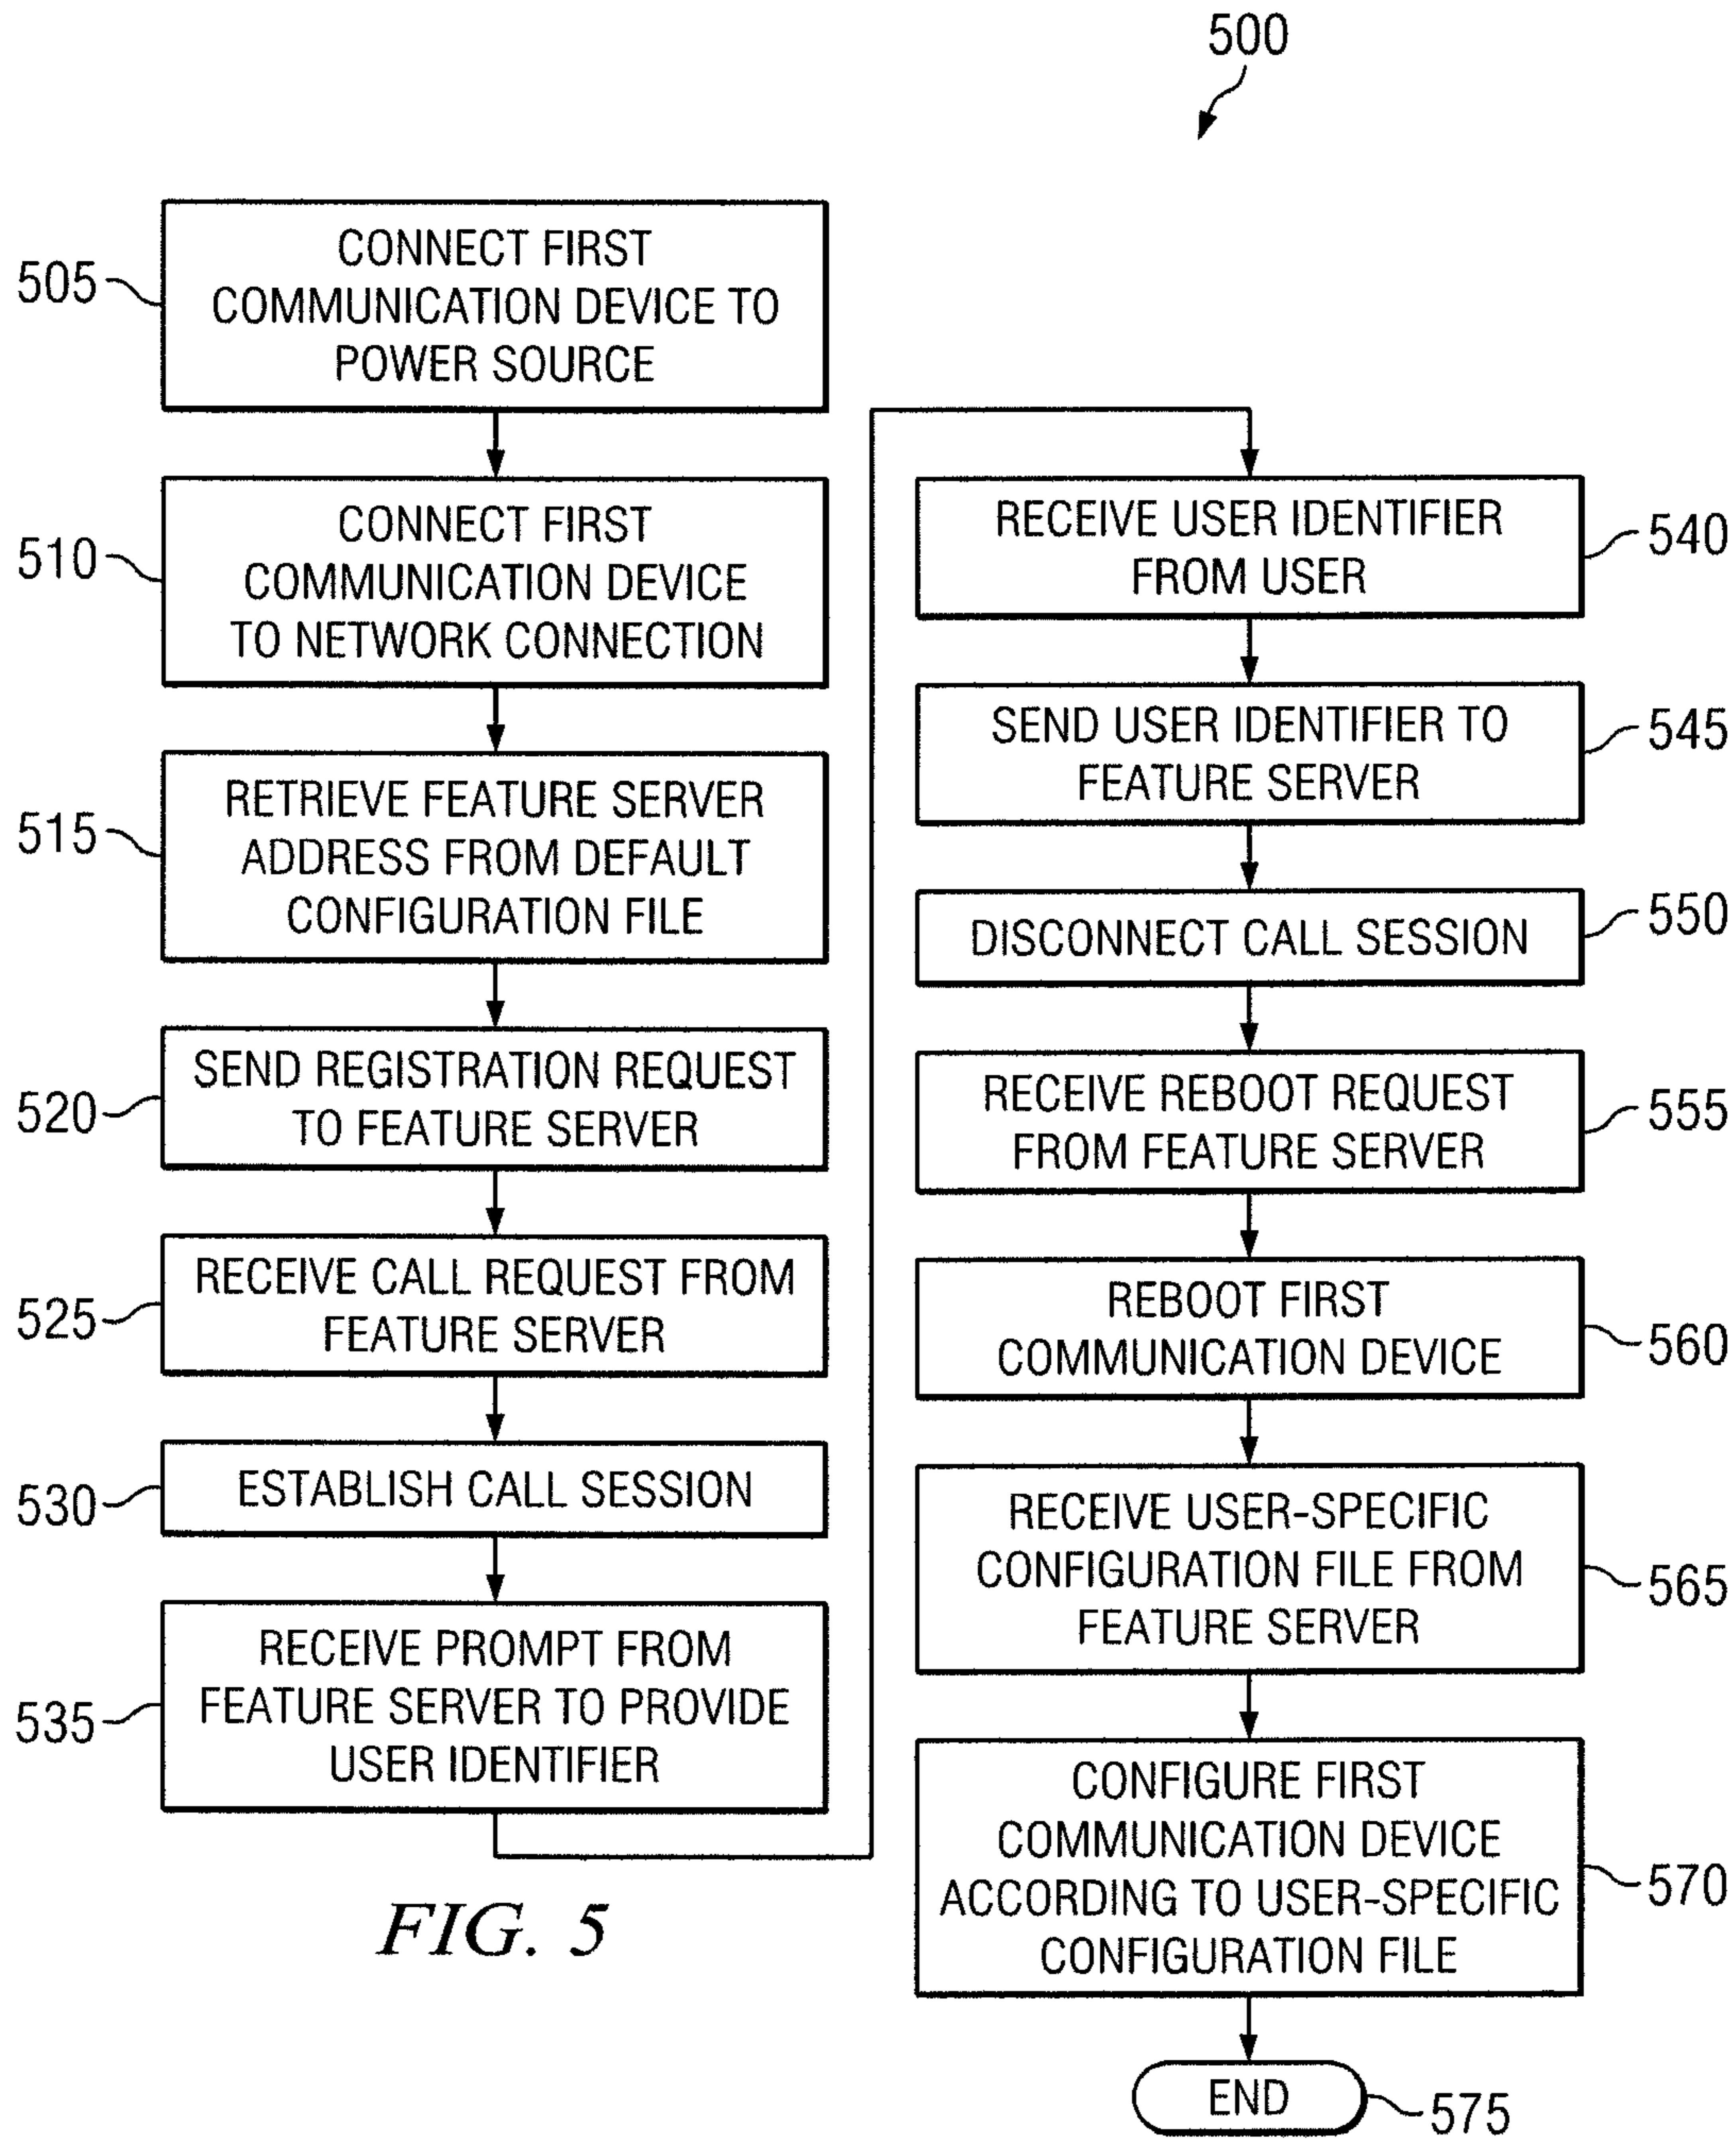 500
505
CONNECT FIRST
COMMUNICATION DEVICE TO
POWER SOURCE
510
CONNECT FIRST
COMMUNICATION DEVICE
TO NETWORK CONNECTION
515
RETRIEVE FEATURE SERVER
ADDRESS FROM DEFAULT
CONFIGURATION FILE
520
SEND REGISTRATION REQUEST
TO FEATURE SERVER
525
RECEIVE CALL REQUEST FROM
FEATURE SERVER
530
ESTABLISH CALL SESSION
535
RECEIVE PROMPT FROM
FEATURE SERVER TO PROVIDE
USER IDENTIFIER
RECEIVE USER IDENTIFIER
FROM USER
540
SEND USER IDENTIFIER TO
FEATURE SERVER
545
DISCONNECT CALL SESSION
550
RECEIVE REBOOT REQUEST
FROM FEATURE SERVER
555
REBOOT FIRST
COMMUNICATION DEVICE
560
RECEIVE USER-SPECIFIC
CONFIGURATION FILE FROM
FEATURE SERVER
565
CONFIGURE FIRST
COMMUNICATION DEVICE
ACCORDING TO USER-SPECIFIC
CONFIGURATION FILE
570
END
575
FIG. 5